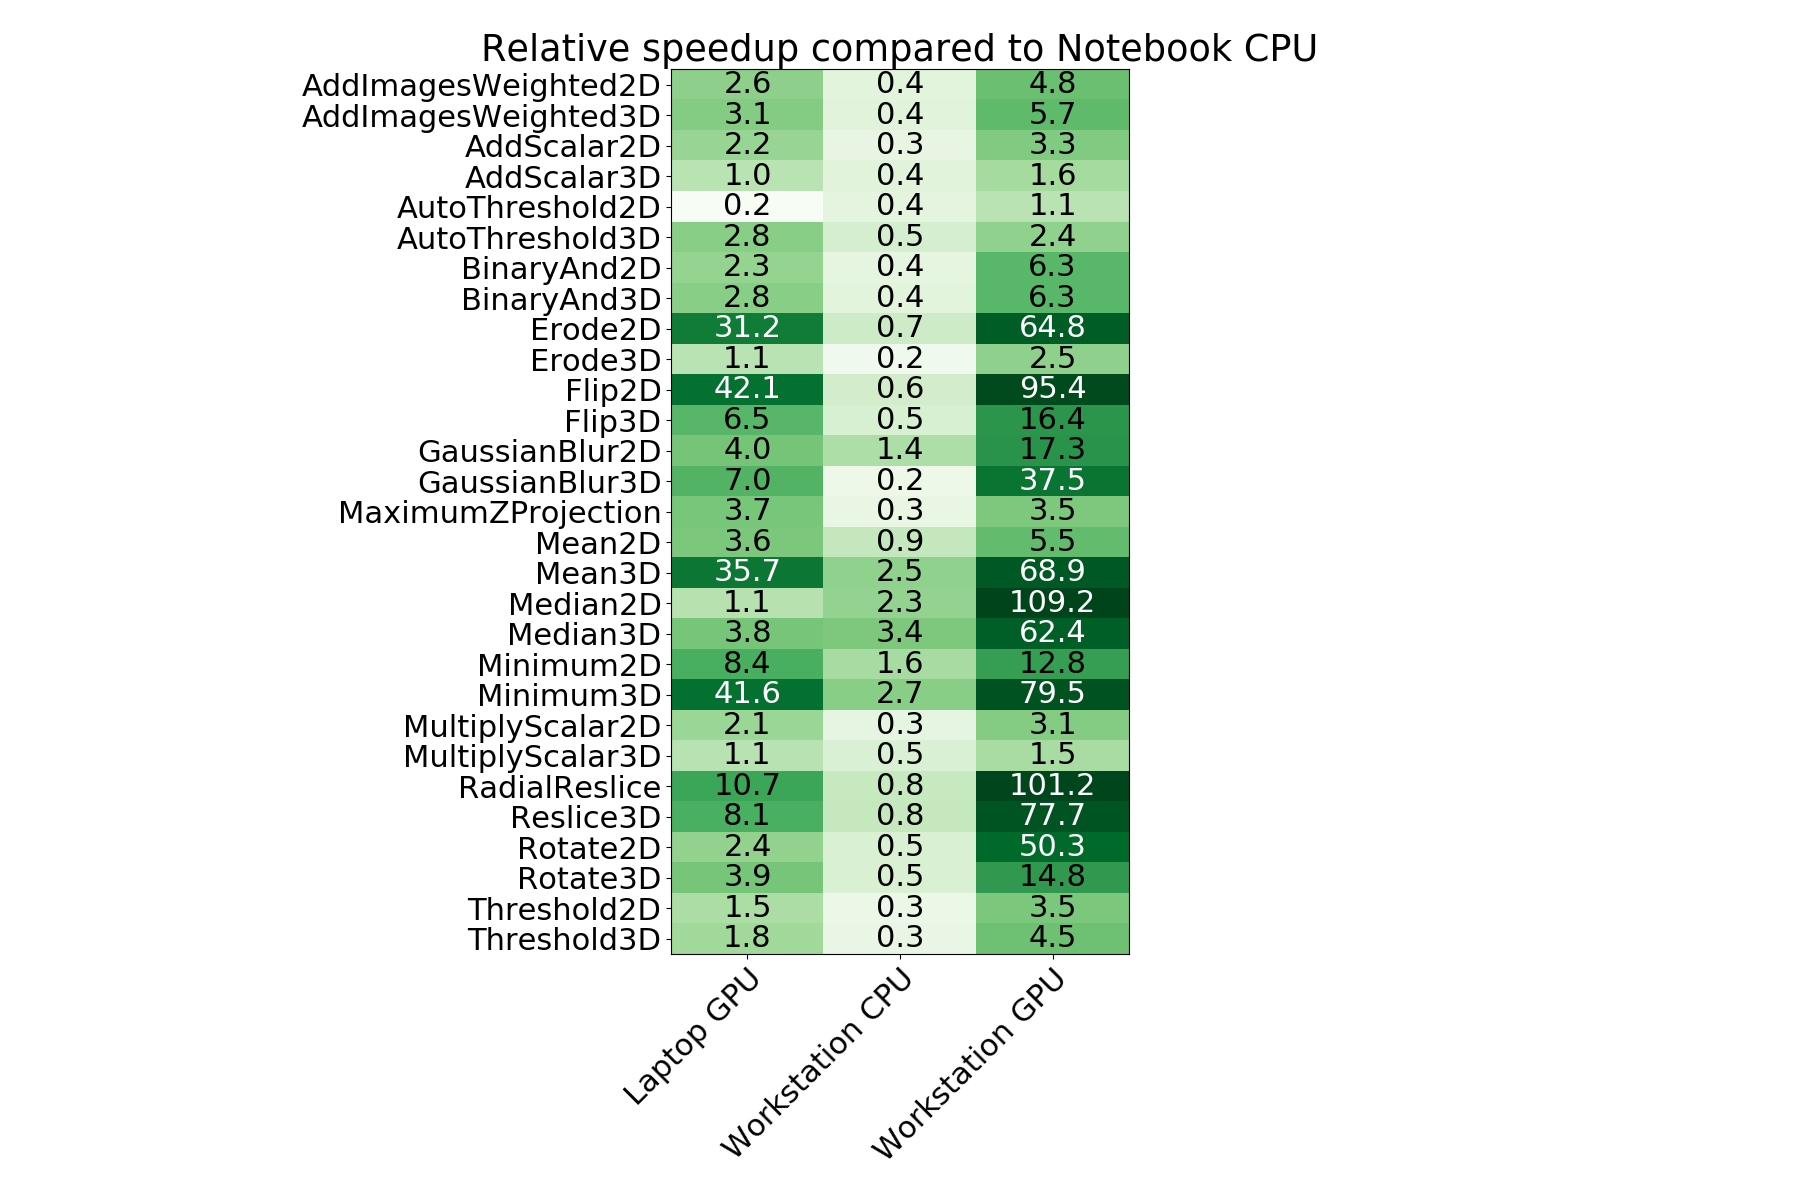 Relative speedup compared to Notebook CPU
AddImagesWeighted2D 2.6 0.4 4.8
AddImagesWeighted3D 3.1 0.4 5.7
AddScalar2D 2.2 0.3 3.3
AddScalar3D 1.0 0.4 1.6
AutoThreshold2D 0.2 0.4 1.1
AutoThreshold3D 2.8 0.5 2.4
BinaryAnd2D 2.3 0.4 6.3
BinaryAnd3D 2.8 0.4 6.3
Erode2D 31.2 0.7 64.8
Erode3D 1.1 0.2 2.5
Flip2D 42.1 0.6 95.4
Flip3D 6.5 0.5 16.4
GaussianBlur2D 4.0 1.4 17.3
GaussianBlur3D 7.0 0.2 37.5
MaximumZProjection 3.7 0.3 3.5
Mean2D 3.6 0.9 5.5
Mean3D 35.7 2.5 68.9
Median2D 1.1 2.3 109.2
Median3D 3.8 3.4 62.4
Minimum2D 8.4 1.6 12.8
Minimum3D 41.6 2.7 79.5
MultiplyScalar2D 2.1 0.3 3.1
MultiplyScalar3D 1.1 0.5 1.5
RadialReslice 10.7 0.8 101.2
Reslice3D 8.1 0.8 77.7
Rotate2D 2.4 0.5 50.3
Rotate3D 3.9 0.5 14.8
Threshold2D 1.5 0.3 3.5
Threshold3D 1.8 0.3 4.5
Laptop GPU
Workstation CPU
Workstation GPU